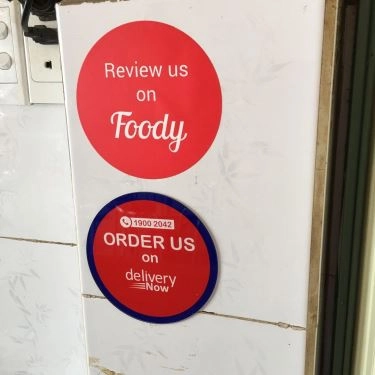 Review us
on
Foody
1900 2042
ORDER US
on
delivery
Now